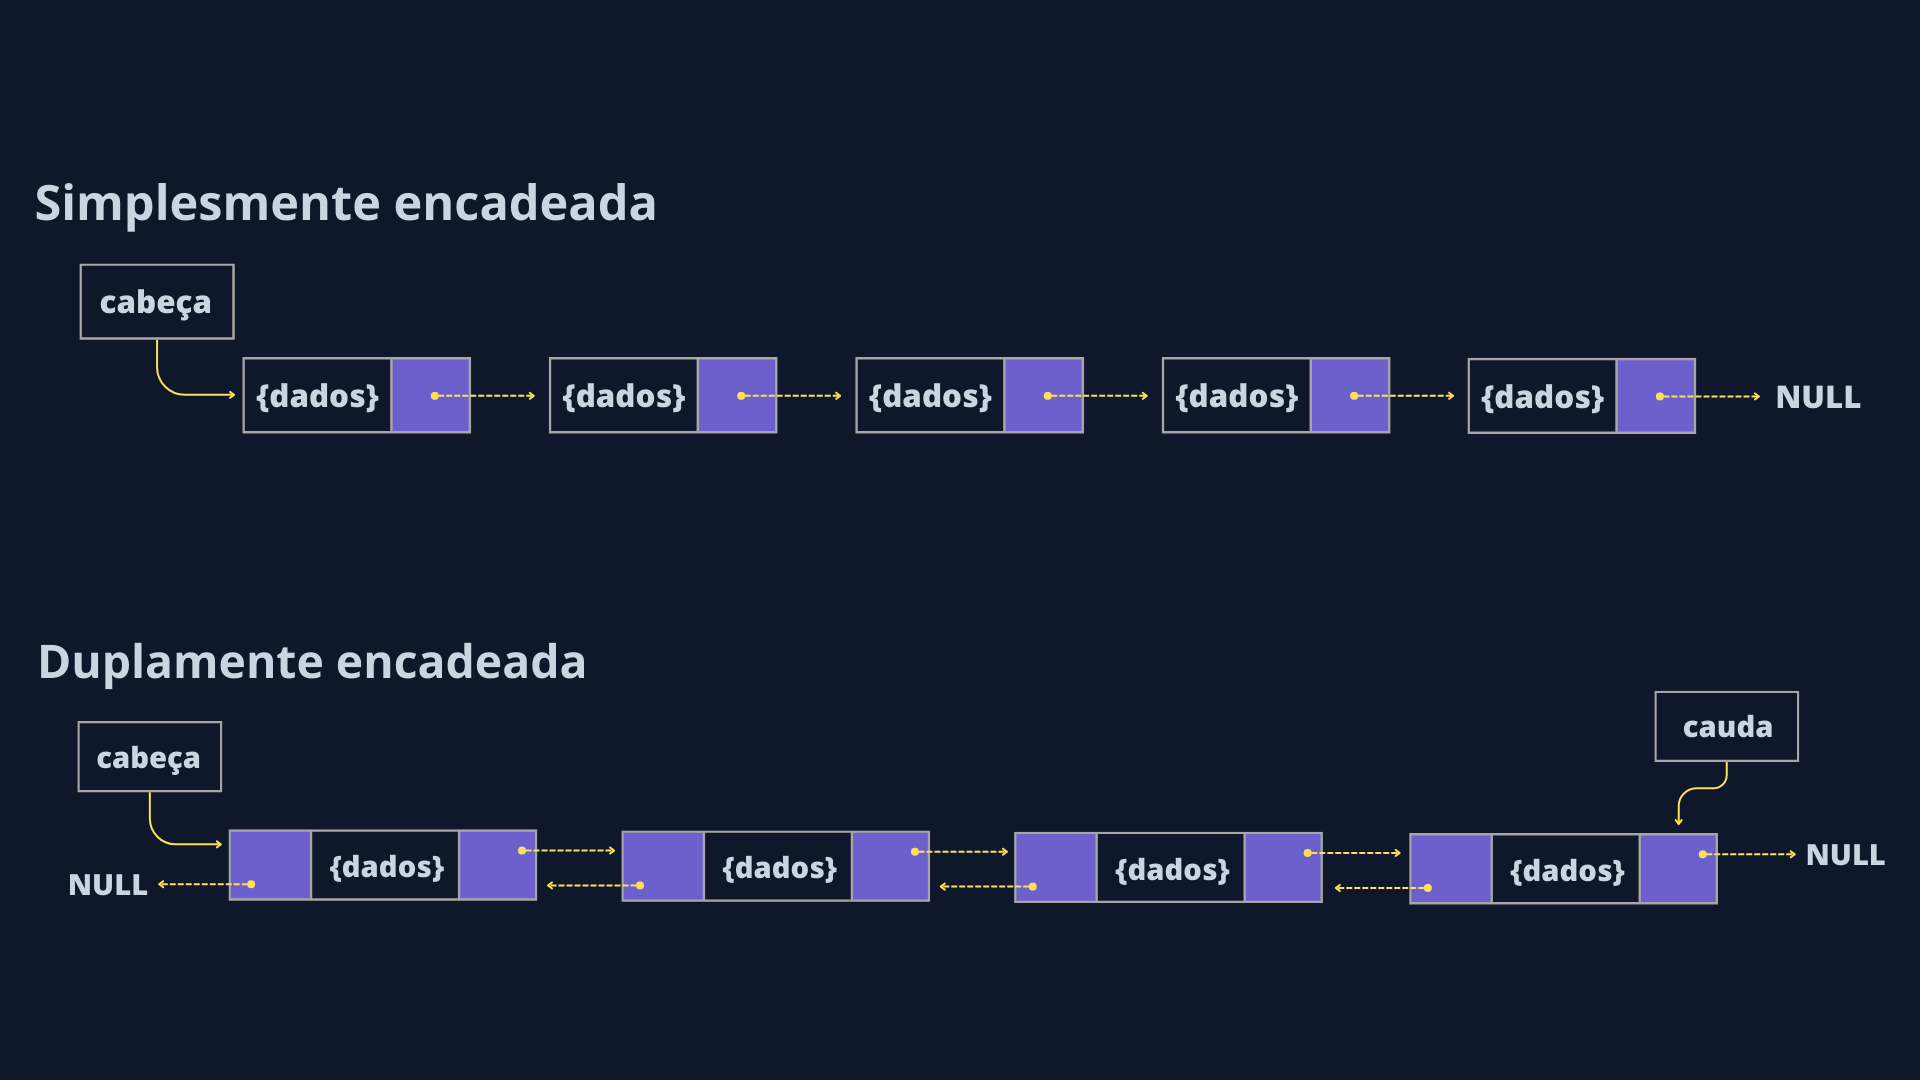 Simplesmente encadeada
cabeça
{dados} {dados} {dados} {dados} {dados} NULL
Duplamente encadeada
cauda
cabeça
{dados} {dados} {dados} {dados} NULL
NULL